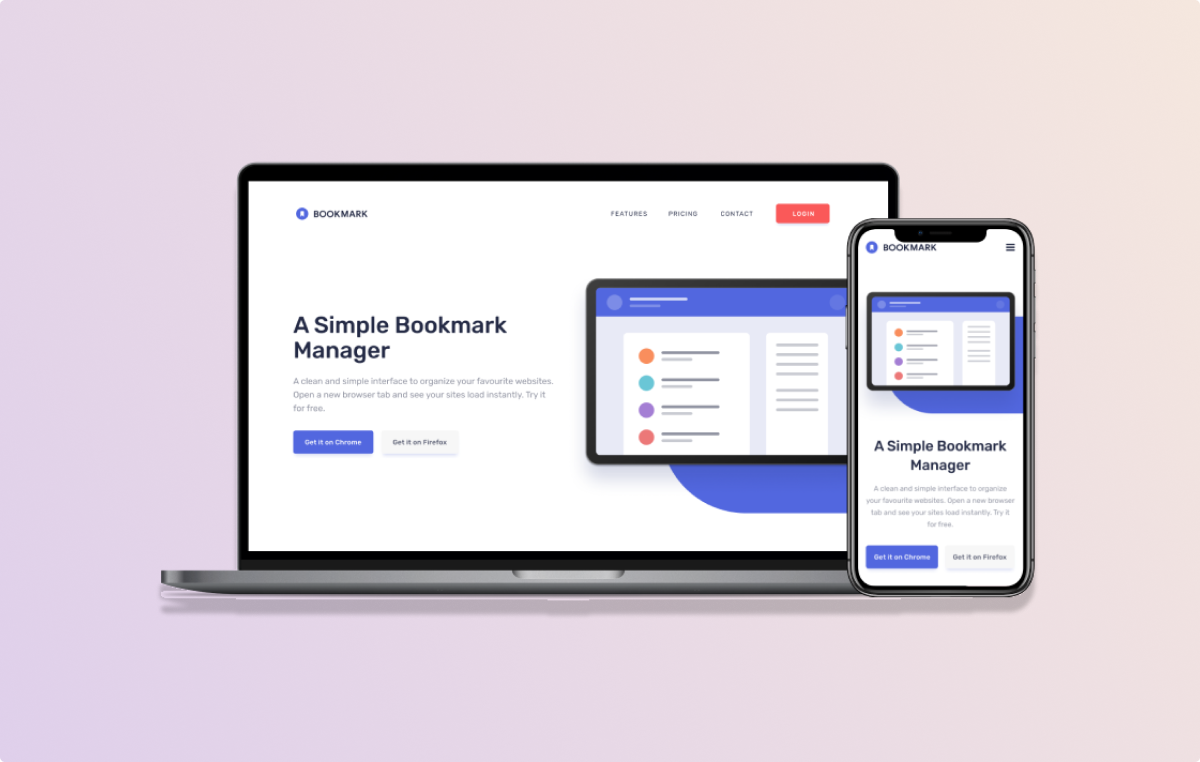 BOOKMARK
FEATURES PRICING CONTACT LOGIN
A Simple Bookmark
Manager
A clean and simple interface to organize your favourite websites.
Open a new browser tab and see your sites load instantly. Try it
for free.
Get it on Chrome Get it on Firefox
BOOKMARK
A Simple Bookmark
Manager
A clean and simple interface to organize
your favourite websites. Open a new browser
tab and see your sites load instantly. Try it
for free.
Get it on Chrome Get it on Firefox